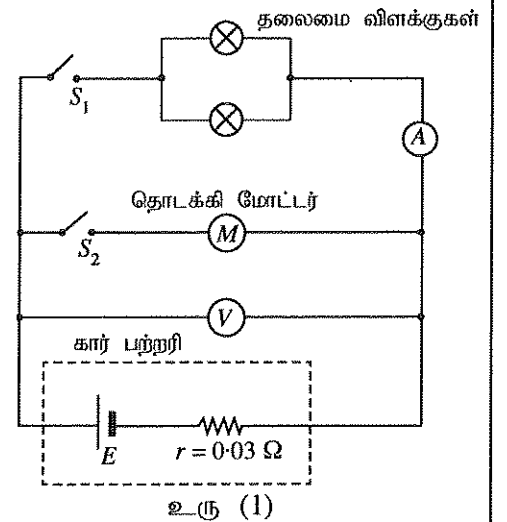 தலைமை விளக்குகள்
S₁
A
தொடக்கி மோட்டர்
S₂
M
V
கார் பற்றரி
E
r = 0·03 Ω
உரு (1)